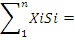 ∑₁ⁿ XiSi =